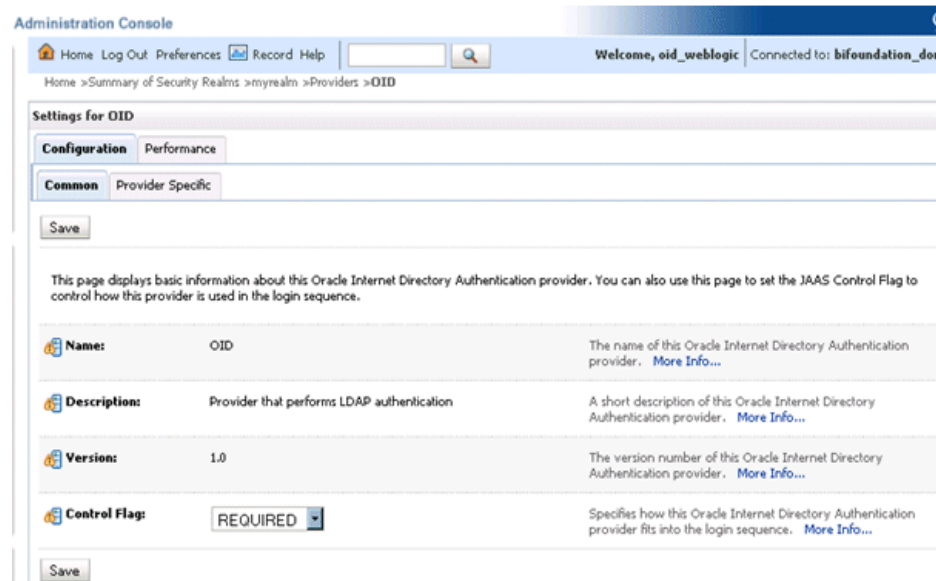 Administration Console
Home Log Out Preferences Record Help
Welcome, oid_weblogic Connected to: bifoundation_do
Home >Summary of Security Realms >myrealm >Providers >OID
Settings for OID
Configuration Performance
Common Provider Specific
Save
This page displays basic information about this Oracle Internet Directory Authentication provider. You can also use this page to set the JAAS Control Flag to
control how this provider is used in the login sequence.
Name: OID The name of this Oracle Internet Directory Authentication
provider. More Info...
Description: Provider that performs LDAP authentication A short description of this Oracle Internet Directory
Authentication provider. More Info...
Version: 1.0 The version number of this Oracle Internet Directory
Authentication provider. More Info...
Control Flag: REQUIRED Specifies how this Oracle Internet Directory Authentication
provider fits into the login sequence. More Info...
Save